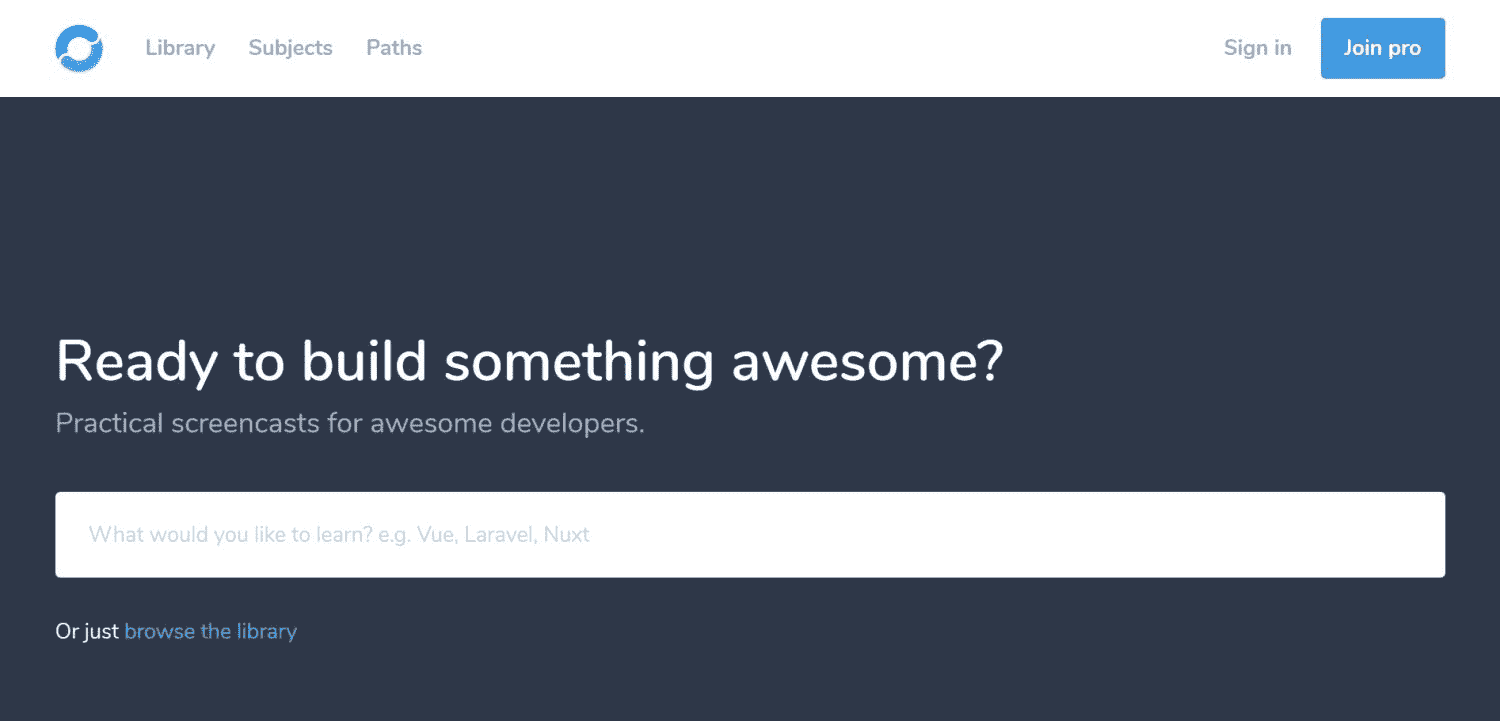 Library Subjects Paths Sign in Join pro
Ready to build something awesome?
Practical screencasts for awesome developers.
What would you like to learn? e.g. Vue, Laravel, Nuxt
Or just browse the library